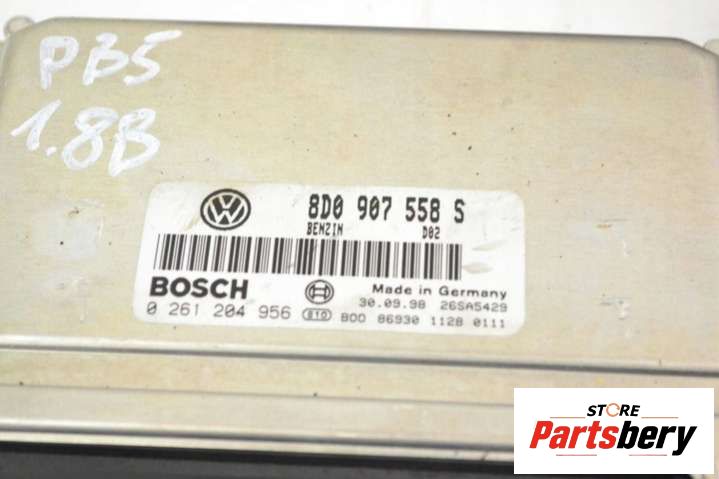 PB5
1.8B
8D0 907 558 S
BENZIN D02
BOSCH
Made in Germany
30.09.98 26SA5429
0 261 204 956 810 B00 86930 1128 0111
STORE
Partsbery